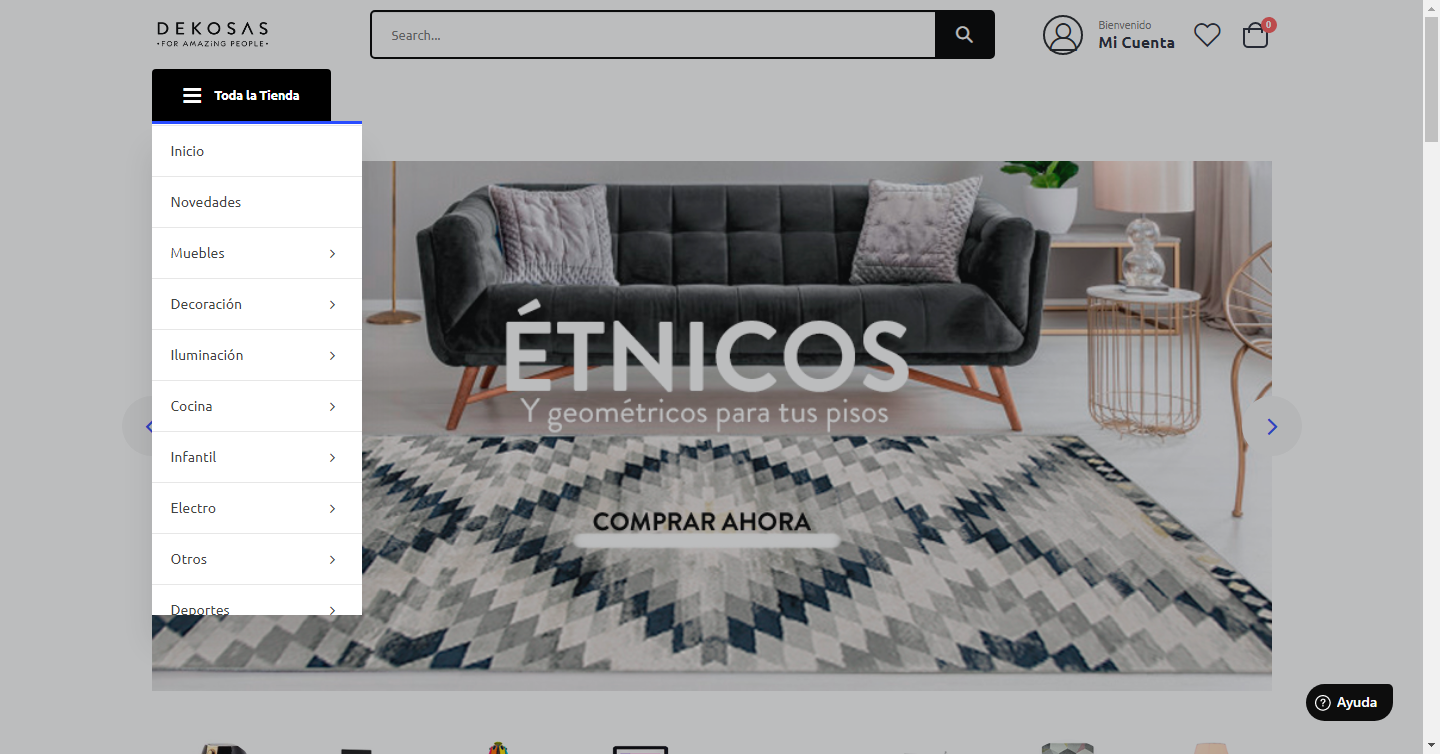 DEKOSAS
•FOR AMAZiNG PEOPLE•
Search...
Bienvenido
Mi Cuenta
0
Toda la Tienda
Inicio
Novedades
Muebles
Decoración
Iluminación
Cocina
Infantil
Electro
Otros
Deportes
ÉTNICOS
Y geométricos para tus pisos
COMPRAR AHORA
Ayuda